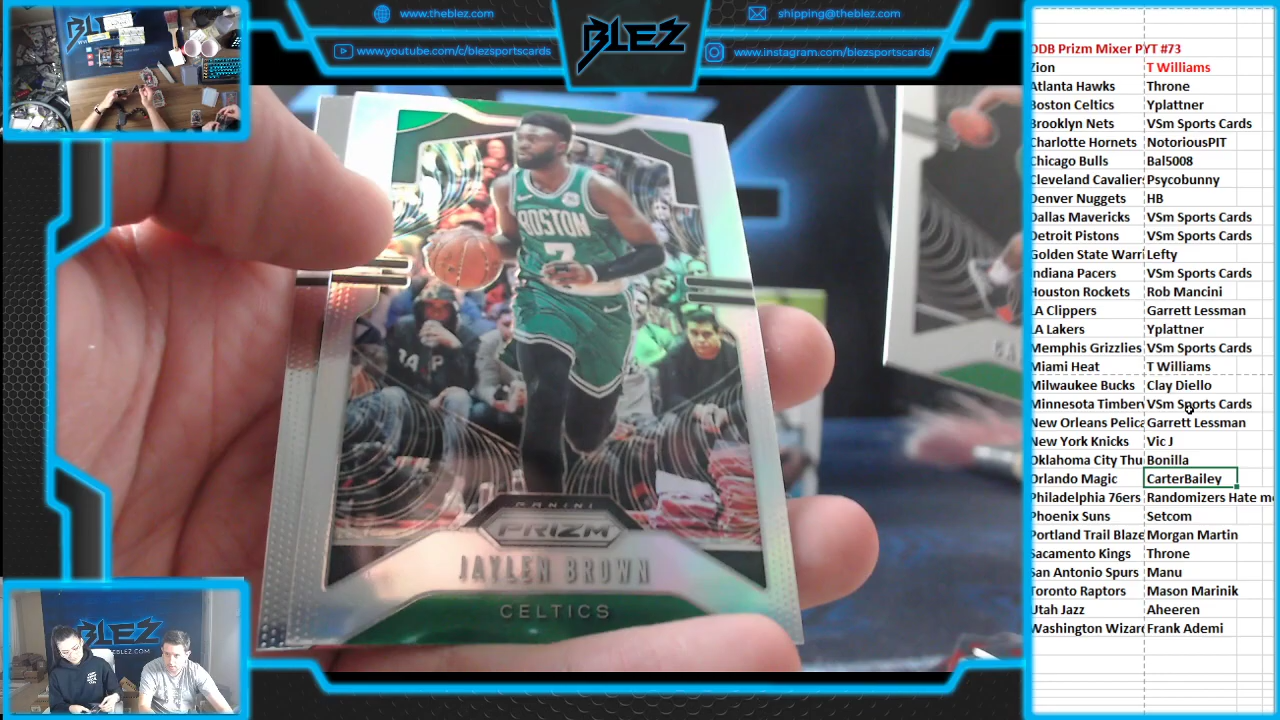 www.theblez.com
BLEZ
shipping@theblez.com
www.youtube.com/c/blezsportscards
www.instagram.com/blezsportscards/
BOSTON
7
PANINI
PRIZM
JAYLEN BROWN
CELTICS
BLEZ
BLEZ.COM
ODB Prizm Mixer PYT #73
Zion T Williams
Atlanta Hawks Throne
Boston Celtics Yplattner
Brooklyn Nets VSm Sports Cards
Charlotte Hornets NotoriousPIT
Chicago Bulls Bal5008
Cleveland Cavaliers Psycobunny
Denver Nuggets HB
Dallas Mavericks VSm Sports Cards
Detroit Pistons VSm Sports Cards
Golden State Warri Lefty
Indiana Pacers VSm Sports Cards
Houston Rockets Rob Mancini
LA Clippers Garrett Lessman
LA Lakers Yplattner
Memphis Grizzlies VSm Sports Cards
Miami Heat T Williams
Milwaukee Bucks Clay Diello
Minnesota Timber VSm Sports Cards
New Orleans Pelica Garrett Lessman
New York Knicks Vic J
Oklahoma City Thu Bonilla
Orlando Magic CarterBailey
Philadelphia 76ers Randomizers Hate me
Phoenix Suns Setcom
Portland Trail Blaze Morgan Martin
Sacamento Kings Throne
San Antonio Spurs Manu
Toronto Raptors Mason Marinik
Utah Jazz Aheeren
Washington Wizard Frank Ademi